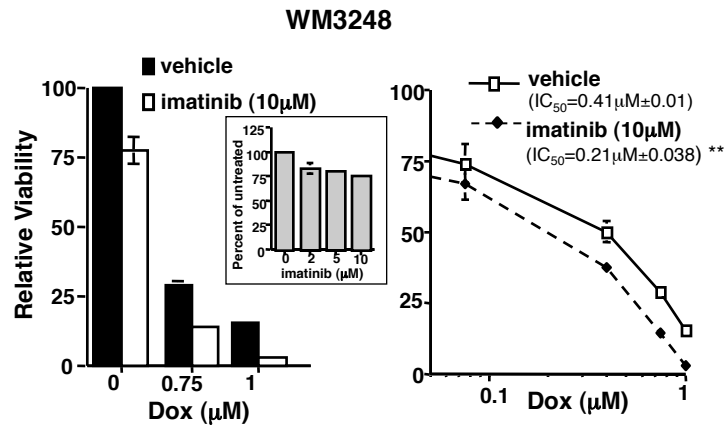 WM3248
vehicle
imatinib (10μM)
100
75
50
25
0
Relative Viability
0 0.75 1
Dox (μM)
125
100
75
50
25
0
Percent of untreated
0 2 5 10
imatinib (μM)
vehicle
(IC50=0.41μM±0.01)
imatinib (10μM)
(IC50=0.21μM±0.038) **
100
75
50
25
0
0.1 1
Dox (μM)